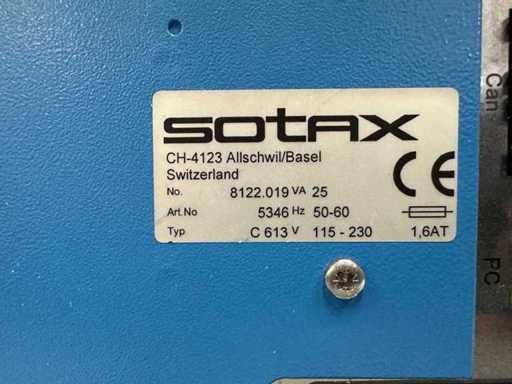 sotax
CH-4123 Allschwil/Basel
Switzerland
CE
No. 8122.019 VA 25
Art.No 5346 Hz 50-60
Typ C 613 V 115 - 230 1,6AT
Can
PC